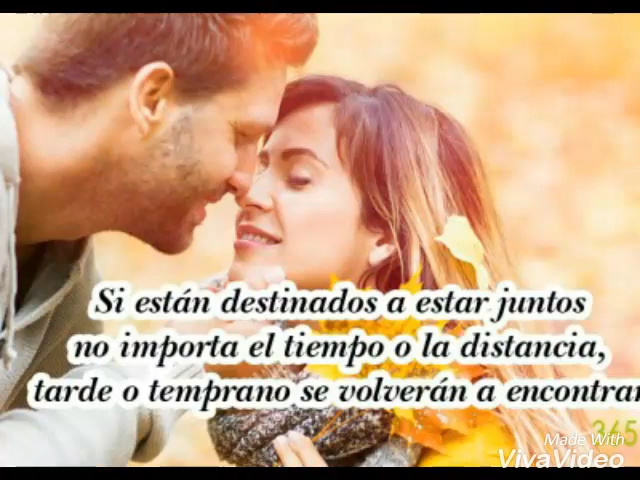 Si están destinados a estar juntos
no importa el tiempo o la distancia,
tarde o temprano se volverán a encontrar
365
Made With
VivaVideo